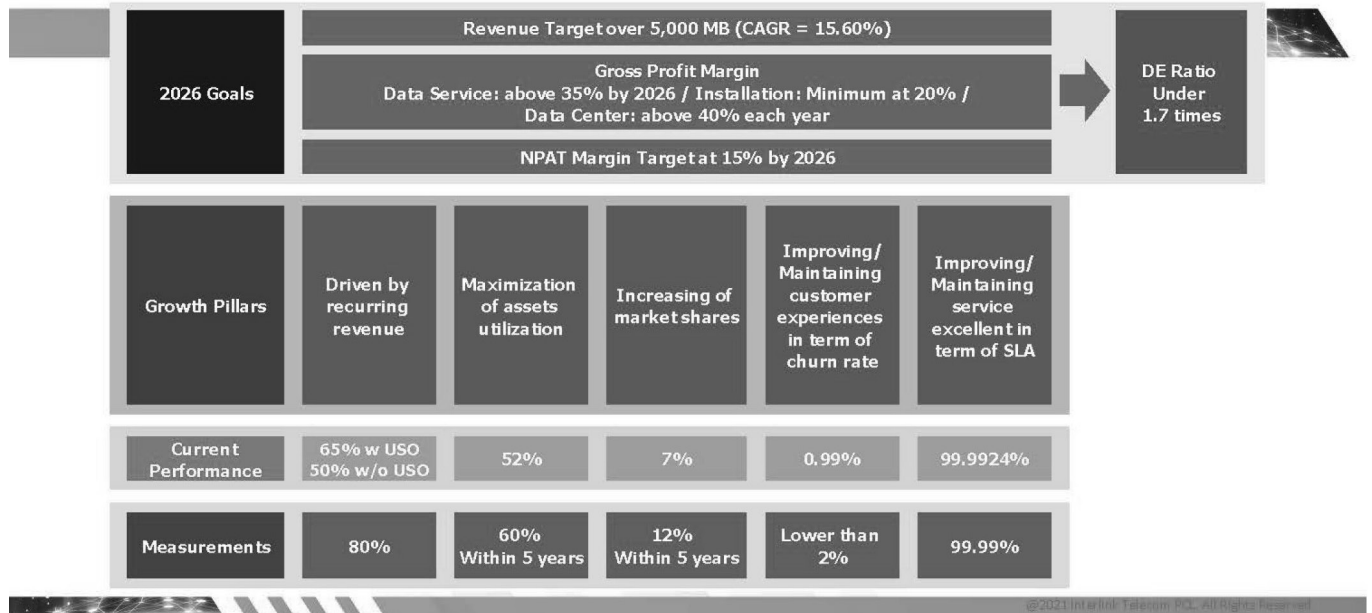 Revenue Target over 5,000 MB (CAGR = 15.60%)
2026 Goals
Gross Profit Margin
Data Service: above 35% by 2026 / Installation: Minimum at 20% /
Data Center: above 40% each year
NPAT Margin Target at 15% by 2026
DE Ratio
Under
1.7 times
Growth Pillars
Driven by
recurring
revenue
Maximization
of assets
utilization
Increasing of
market shares
Improving/
Maintaining
customer
experiences
in term of
churn rate
Improving/
Maintaining
service
excellent in
term of SLA
Current
Performance
65% w USO
50% w/o USO
52%
7%
0.99%
99.9924%
Measurements
80%
60%
Within 5 years
12%
Within 5 years
Lower than
2%
99.99%
@2021 Interlink Telecom PCL. All Rights Reserved